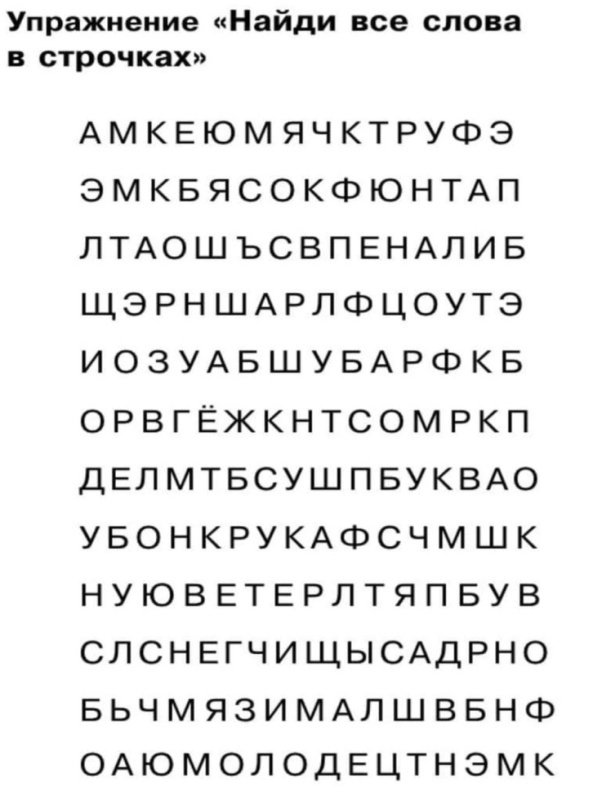 Упражнение «Найди все слова
в строчках»
АМКЕЮМЯЧКТРУФЭ
ЭМКБЯСОКФЮНТАП
ЛТАОШЪСВПЕНАЛИБ
ЩЭРНШАРЛФЦОУТЭ
ИОЗУАБШУБАРФКБ
ОРВГЁЖКНТСОМРКП
ДЕЛМТБСУШПБУКВАО
УБОНКРУКАФСЧМШК
НУЮВЕТЕРЛТЯПБУВ
СЛСНЕГЧИЩЫСАДРНО
БЬЧМЯЗИМАЛШВБНФ
ОАЮМОЛОДЕЦТНЭМК